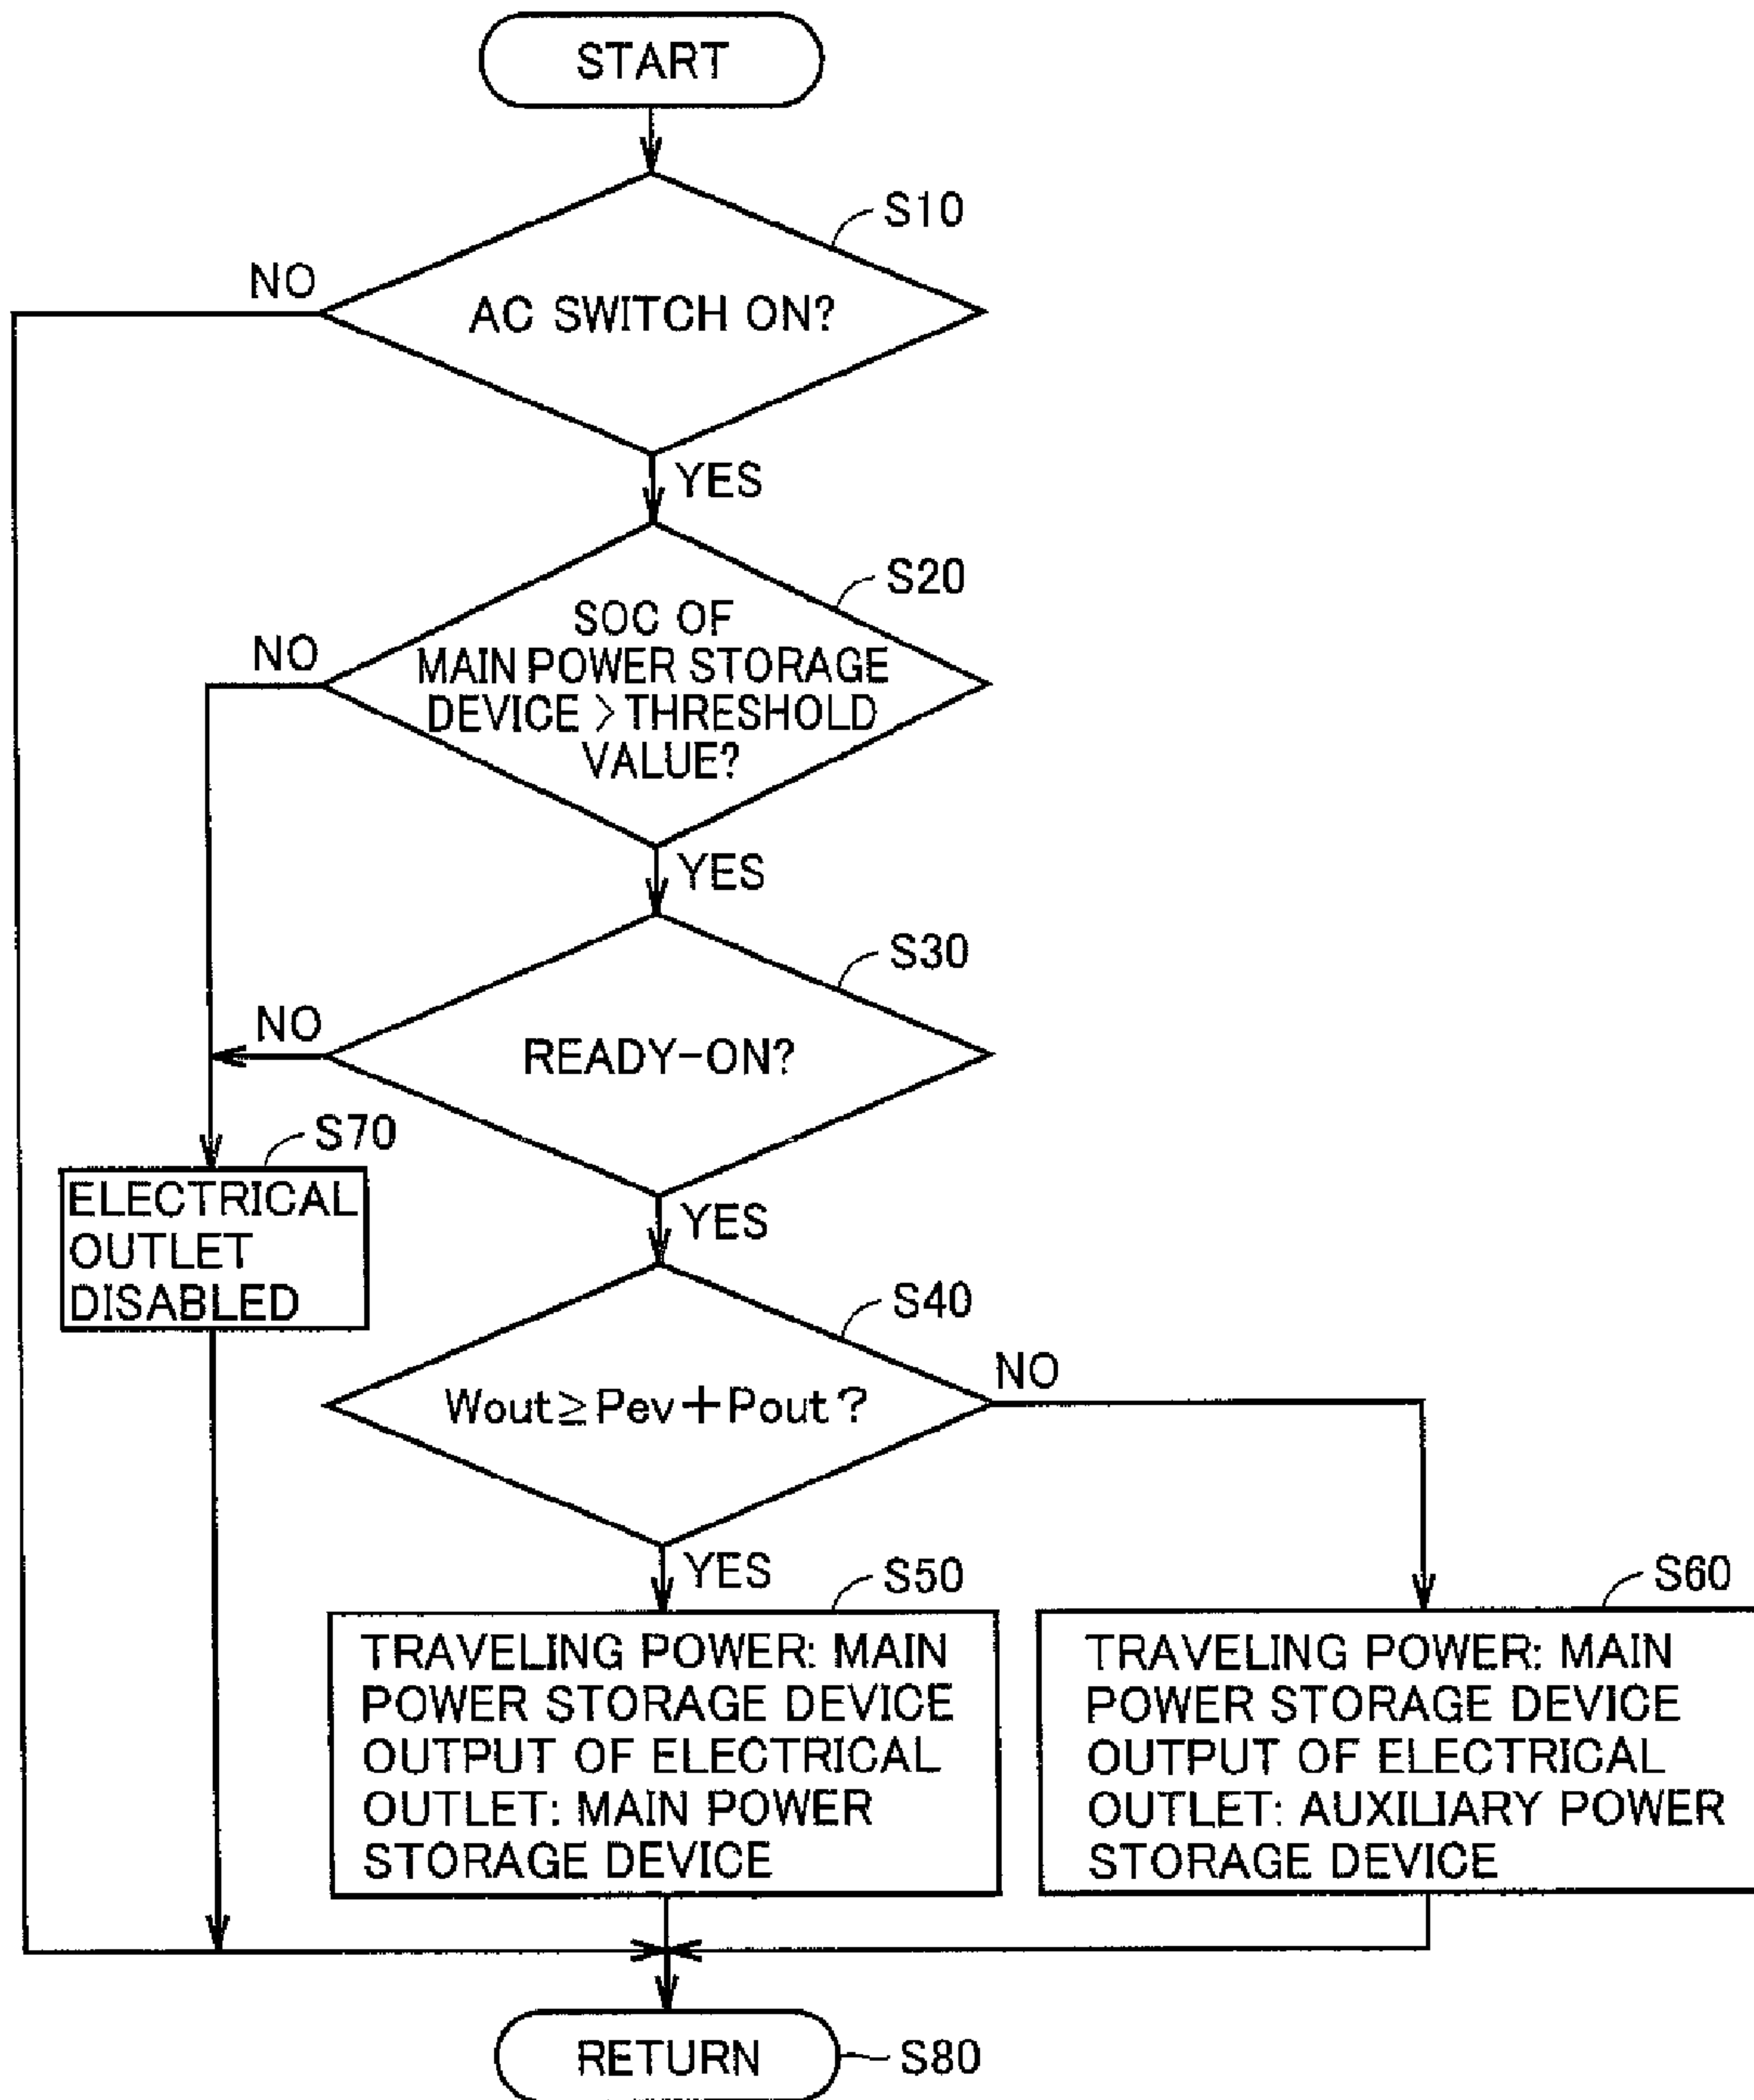 START
S10
NO
AC SWITCH ON?
YES
S20
SOC OF
NO
MAIN POWER STORAGE
DEVICE > THRESHOLD
VALUE?
YES
S30
NO
READY-ON?
S70
ELECTRICAL
OUTLET
DISABLED
YES
S40
NO
Wout≧Pev+Pout?
YES
S50
S60
TRAVELING POWER: MAIN
POWER STORAGE DEVICE
OUTPUT OF ELECTRICAL
OUTLET: MAIN POWER
STORAGE DEVICE
TRAVELING POWER: MAIN
POWER STORAGE DEVICE
OUTPUT OF ELECTRICAL
OUTLET: AUXILIARY POWER
STORAGE DEVICE
RETURN
S80